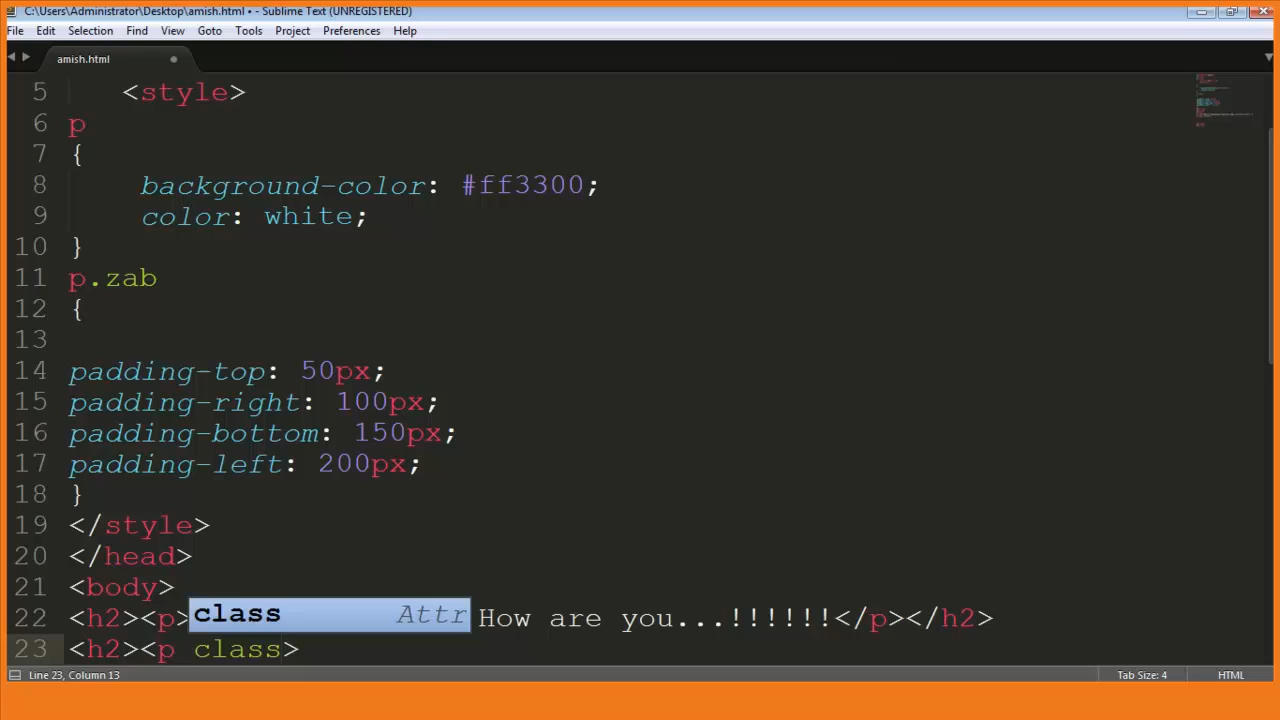 C:\Users\Administrator\Desktop\amish.html • - Sublime Text (UNREGISTERED)
File Edit Selection Find View Goto Tools Project Preferences Help
amish.html
5 <style>
6 p
7 {
8 background-color: #ff3300;
9 color: white;
10 }
11 p.zab
12 {
13
14 padding-top: 50px;
15 padding-right: 100px;
16 padding-bottom: 150px;
17 padding-left: 200px;
18 }
19 </style>
20 </head>
21 <body>
class Attr
22 <h2><p> How are you...!!!!!!</p></h2>
23 <h2><p class>
Line 23, Column 13 Tab Size: 4 HTML